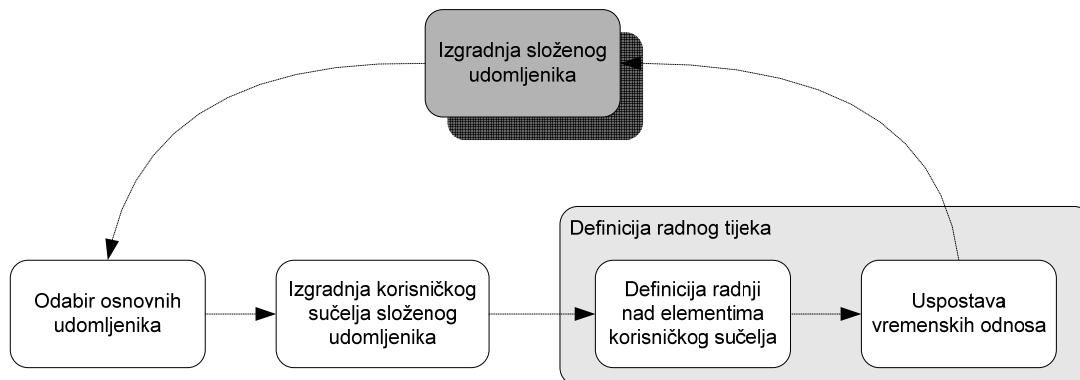 Izgradnja složenog
udomljenika
Definicija radnog tijeka
Odabir osnovnih
udomljenika
Izgradnja korisničkog
sučelja složenog
udomljenika
Definicija radnji
nad elementima
korisničkog sučelja
Uspostava
vremenskih odnosa